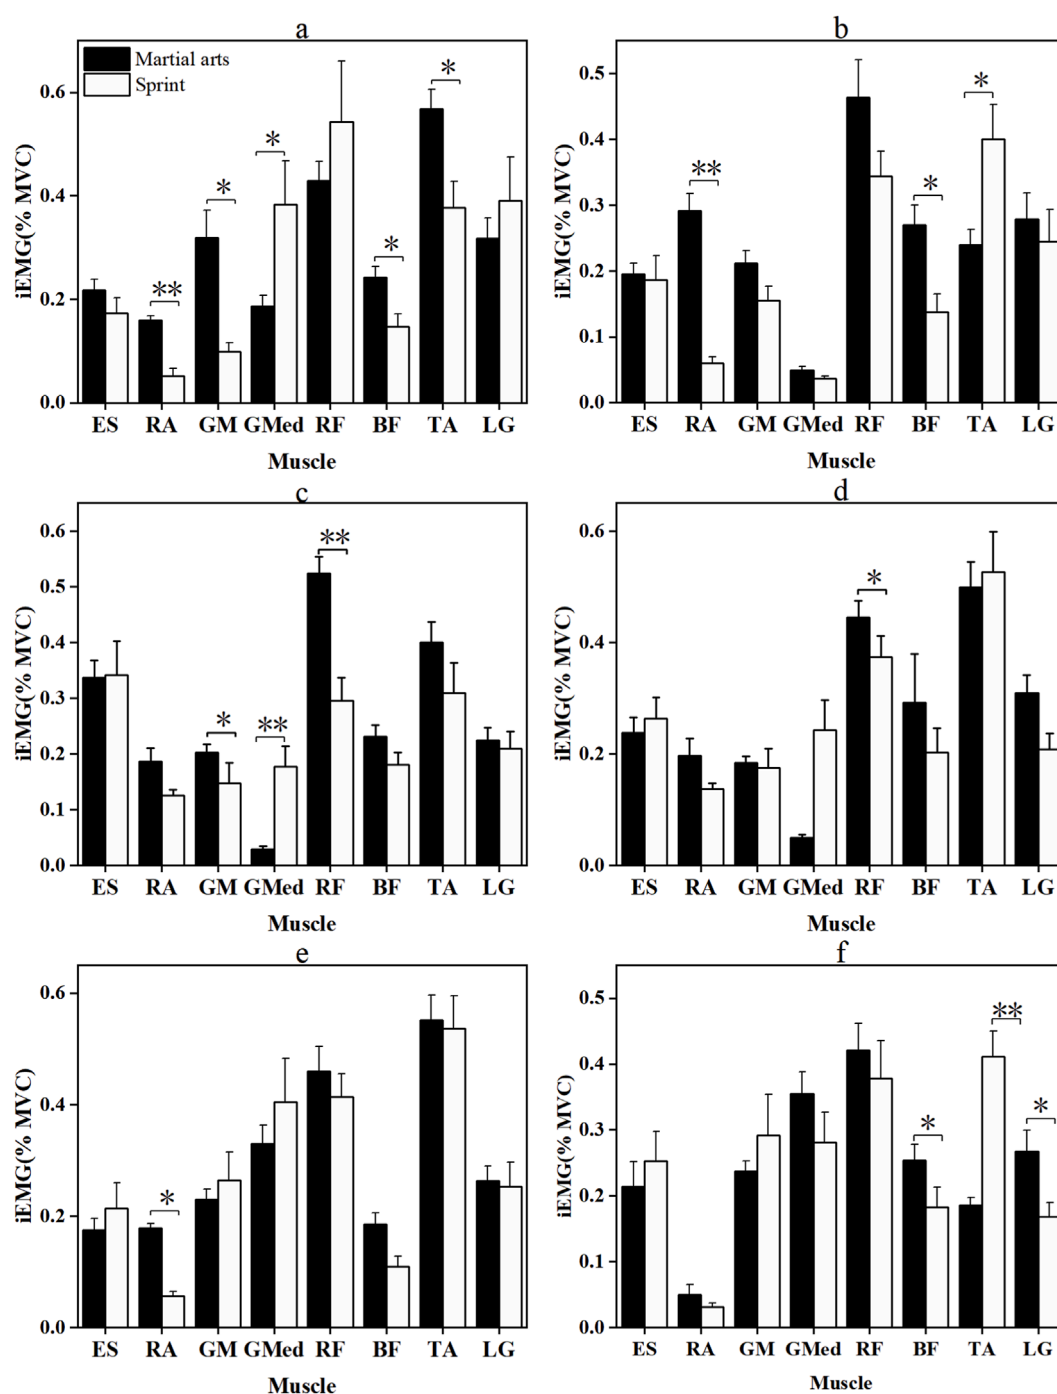 a
Martial arts
Sprint
iEMG(% MVC)
0.6
0.4
0.2
0.0
*
*
*
*
**
ES RA GM GMed RF BF TA LG
Muscle
b
iEMG(% MVC)
0.5
0.4
0.3
0.2
0.1
0.0
*
**
*
ES RA GM GMed RF BF TA LG
Muscle
c
iEMG(% MVC)
0.6
0.5
0.4
0.3
0.2
0.1
0.0
**
*
**
ES RA GM GMed RF BF TA LG
Muscle
d
iEMG(% MVC)
0.6
0.4
0.2
0.0
*
ES RA GM GMed RF BF TA LG
Muscle
e
iEMG(% MVC)
0.6
0.4
0.2
0.0
*
ES RA GM GMed RF BF TA LG
Muscle
f
iEMG(% MVC)
0.5
0.4
0.3
0.2
0.1
0.0
**
*
*
ES RA GM GMed RF BF TA LG
Muscle